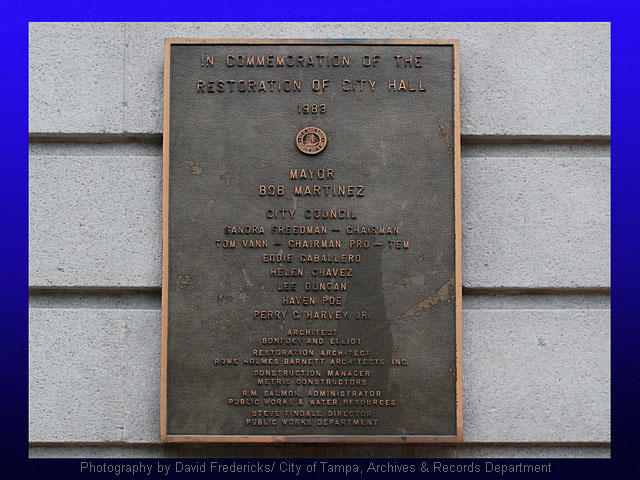 IN COMMEMORATION OF THE
RESTORATION OF CITY HALL
1983
MAYOR
BOB MARTINEZ
CITY COUNCIL
SANDRA FREEDMAN – CHAIRMAN
TOM VANN – CHAIRMAN PRO – TEM
EDDIE CABALLERO
HELEN CHAVEZ
LEE DUNCAN
HAVEN POE
PERRY C. HARVEY JR.
ARCHITECT
BONFOEY AND ELLIOT
RESTORATION ARCHITECT
ROWE HOLMES BARNETT ARCHITECTS INC.
CONSTRUCTION MANAGER
METRIC CONSTRUCTORS
R.M. SALMON, ADMINISTRATOR
PUBLIC WORKS & WATER RESOURCES
STEVE TINDALE, DIRECTOR
PUBLIC WORKS DEPARTMENT
Photography by David Fredericks/ City of Tampa, Archives & Records Department